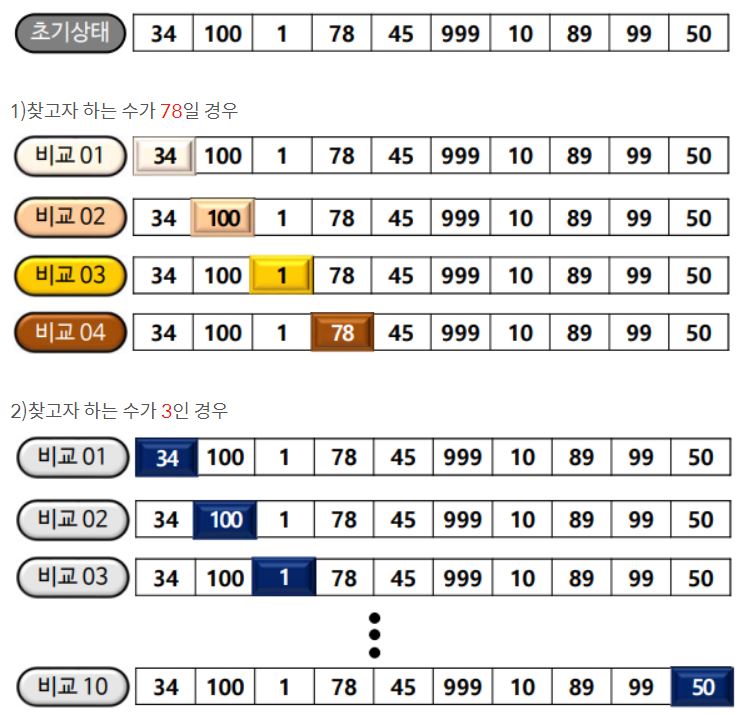 초기상태 34 100 1 78 45 999 10 89 99 50
1)찾고자 하는 수가 78일 경우
비교 01 34 100 1 78 45 999 10 89 99 50
비교 02 34 100 1 78 45 999 10 89 99 50
비교 03 34 100 1 78 45 999 10 89 99 50
비교 04 34 100 1 78 45 999 10 89 99 50
2)찾고자 하는 수가 3인 경우
비교 01 34 100 1 78 45 999 10 89 99 50
비교 02 34 100 1 78 45 999 10 89 99 50
비교 03 34 100 1 78 45 999 10 89 99 50
비교 10 34 100 1 78 45 999 10 89 99 50